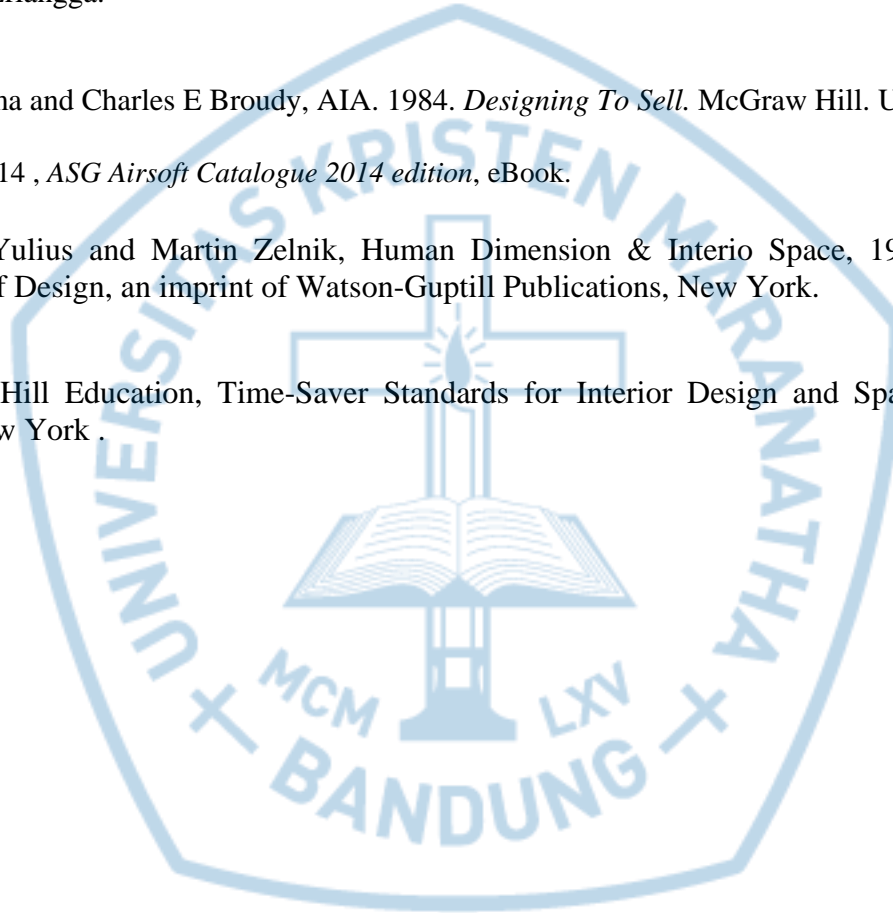 na and Charles E Broudy, AIA. 1984. Designing To Sell. McGraw Hill. U
14 , ASG Airsoft Catalogue 2014 edition, eBook.
Yulius and Martin Zelnik, Human Dimension & Interio Space, 19
f Design, an imprint of Watson-Guptill Publications, New York.
Hill Education, Time-Saver Standards for Interior Design and Spa
w York .
UNIVERSITAS KRISTEN MARANATHA
MCM LXV
BANDUNG